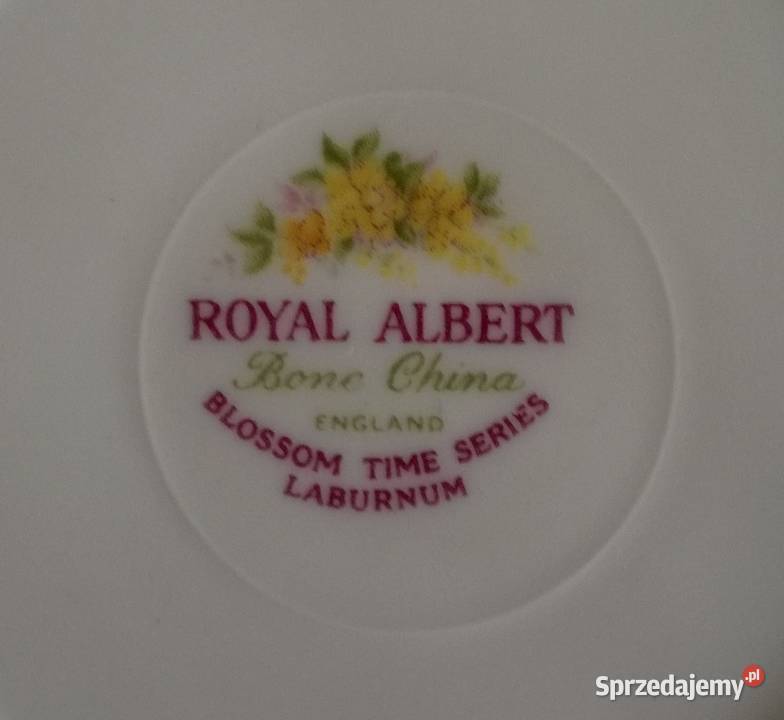 ROYAL ALBERT
Bone China
ENGLAND
BLOSSOM TIME SERIES
LABURNUM
Sprzedajemy.pl